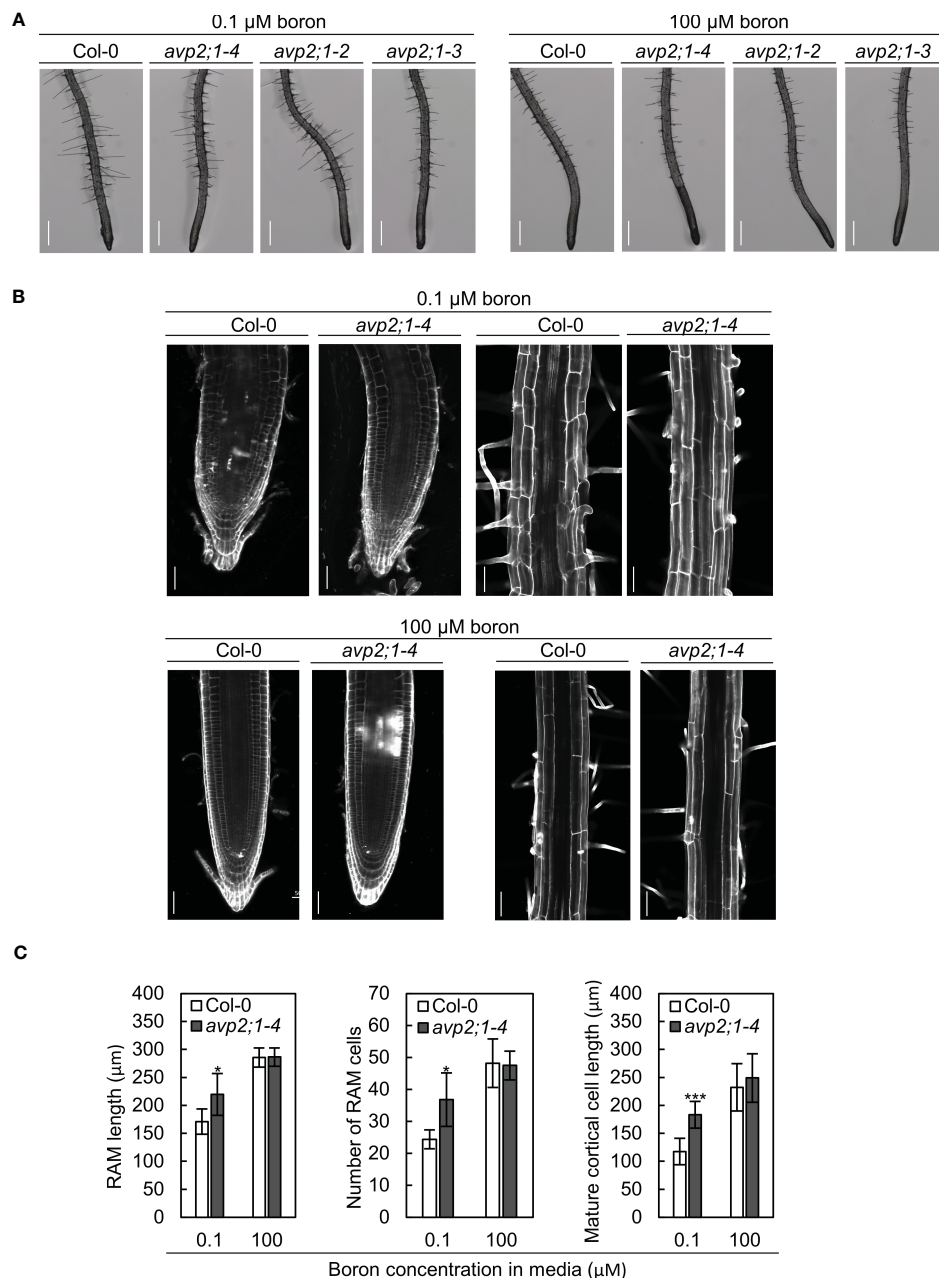 A
0.1 µM boron
100 µM boron
Col-0 avp2;1-4 avp2;1-2 avp2;1-3
Col-0 avp2;1-4 avp2;1-2 avp2;1-3
B
0.1 µM boron
Col-0 avp2;1-4 Col-0 avp2;1-4
100 µM boron
Col-0 avp2;1-4 Col-0 avp2;1-4
C
RAM length (µm)
400
350
300
250
200
150
100
50
0
Col-0
avp2;1-4
*
0.1 100
Number of RAM cells
70
60
50
40
30
20
10
0
Col-0
avp2;1-4
*
0.1 100
Mature cortical cell length (µm)
400
350
300
250
200
150
100
50
0
Col-0
avp2;1-4
***
0.1 100
Boron concentration in media (µM)